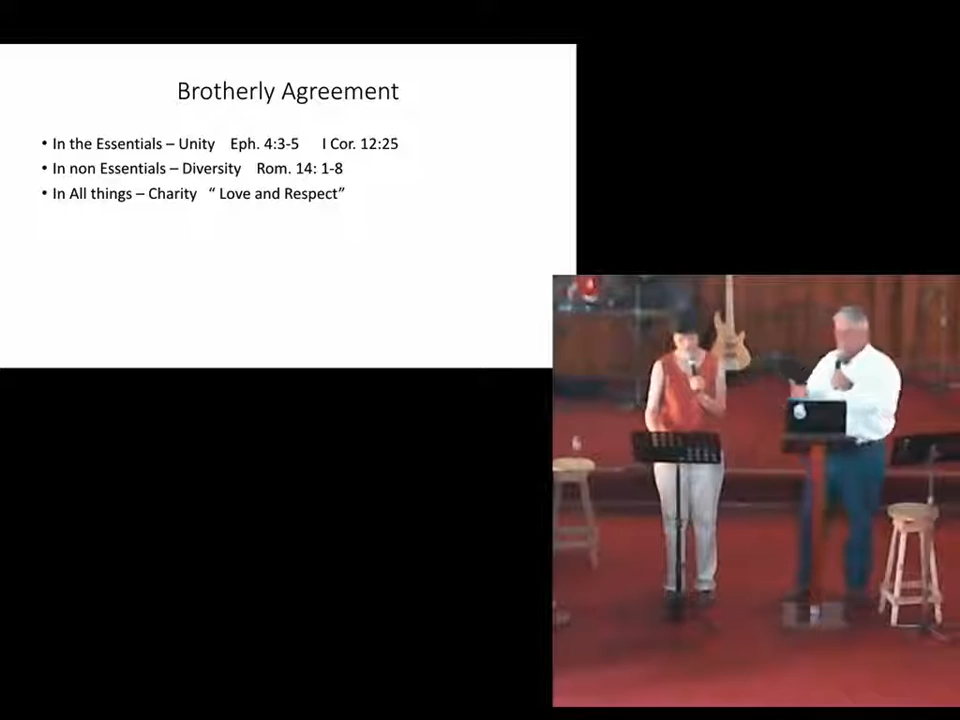 Brotherly Agreement
• In the Essentials – Unity Eph. 4:3-5 I Cor. 12:25
• In non Essentials – Diversity Rom. 14: 1-8
• In All things – Charity “ Love and Respect”